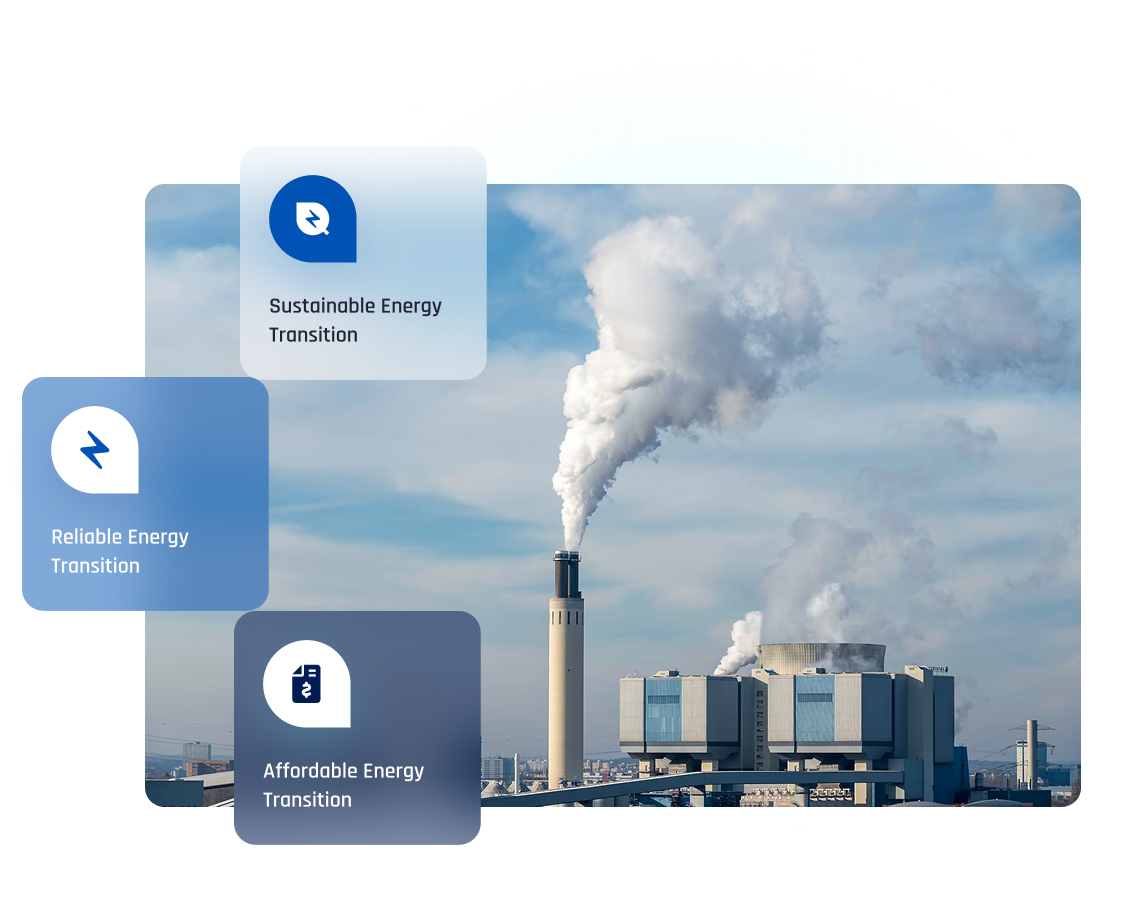 Sustainable Energy
Transition
Reliable Energy
Transition
Affordable Energy
Transition